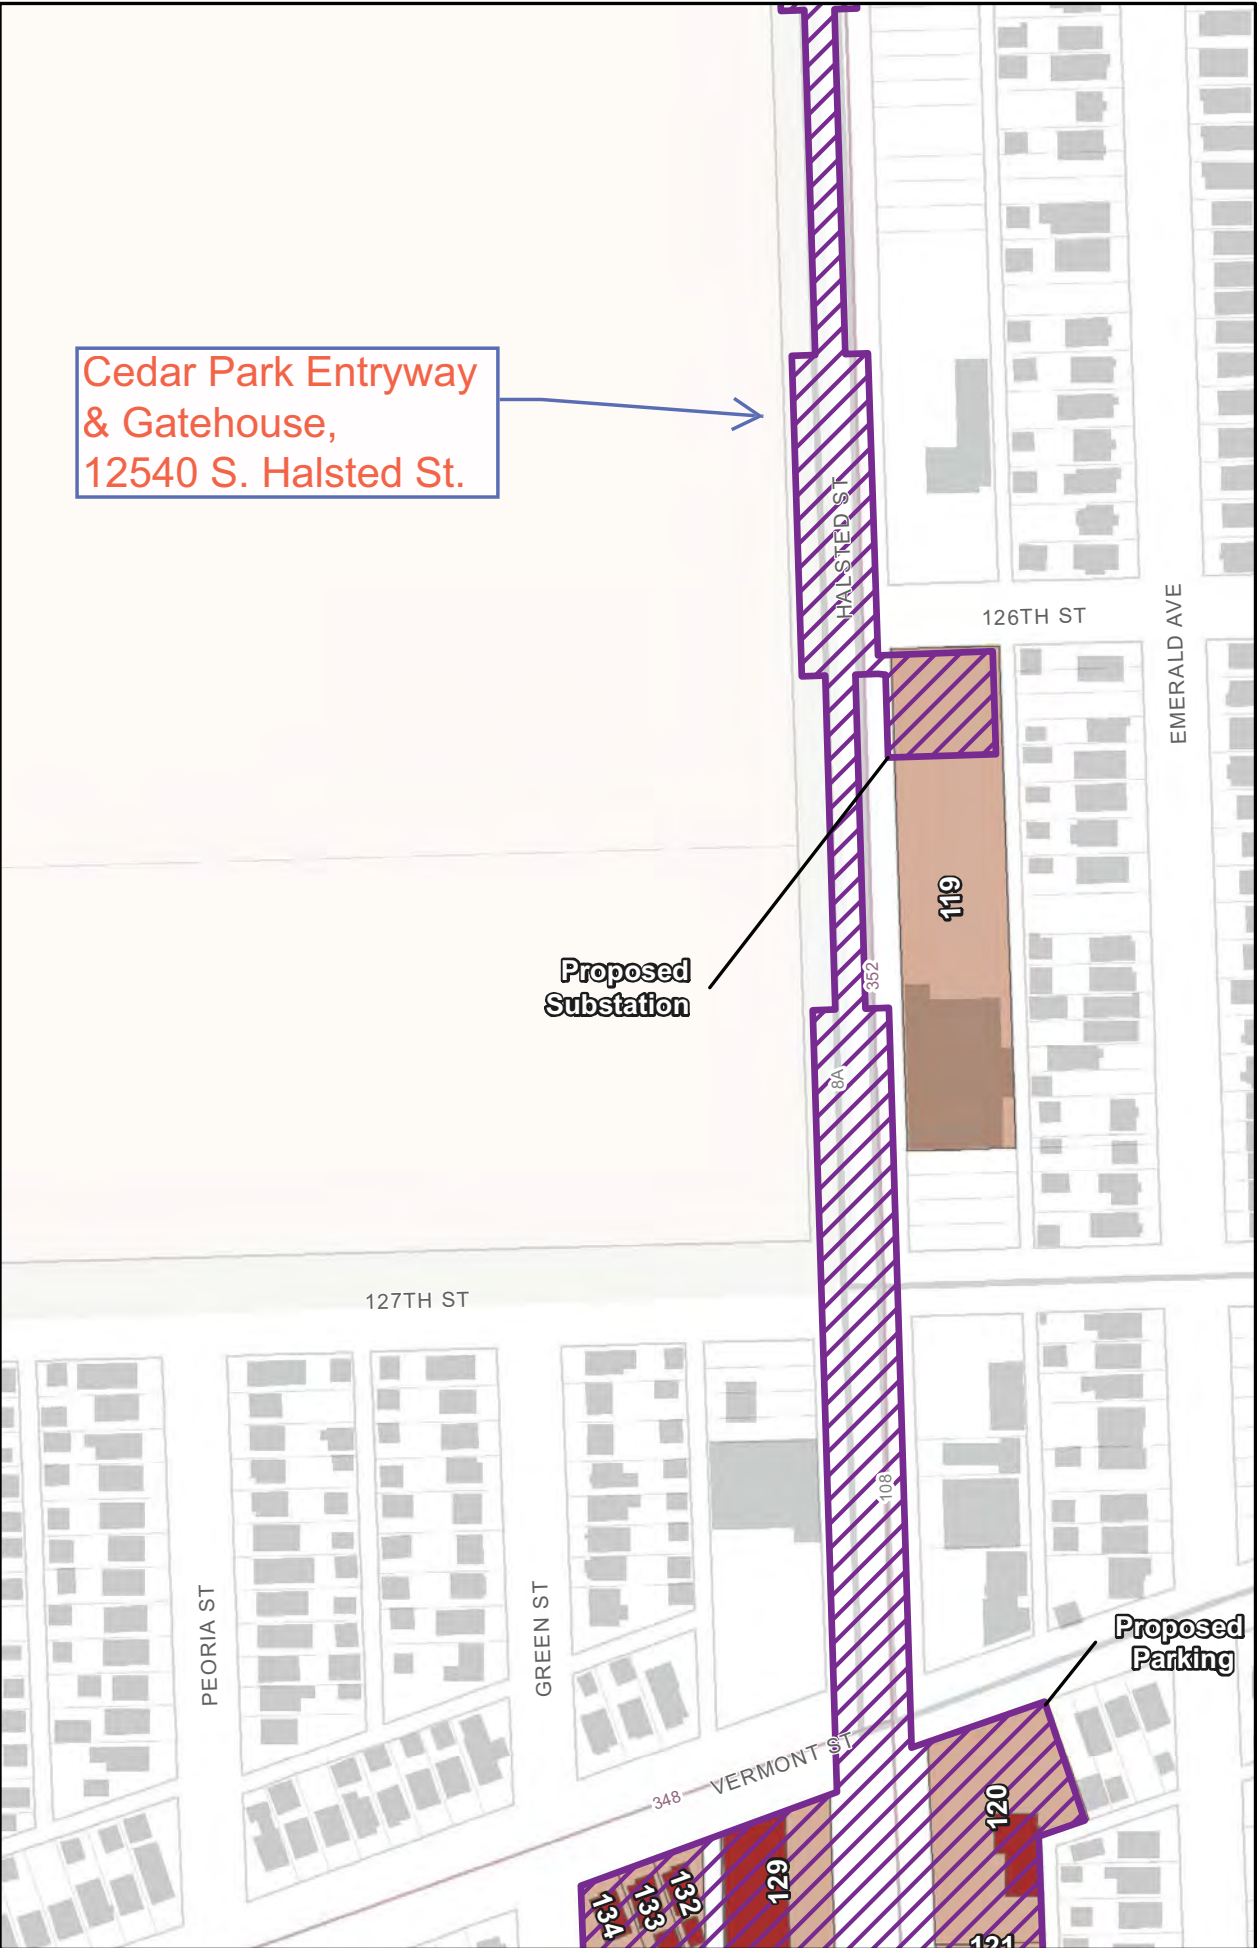 Cedar Park Entryway
& Gatehouse,
12540 S. Halsted St.
HALSTED ST
126TH ST
EMERALD AVE
119
Proposed
Substation
352
8A
127TH ST
108
PEORIA ST
GREEN ST
Proposed
Parking
VERMONT ST
348
120
129
132
133
134
121